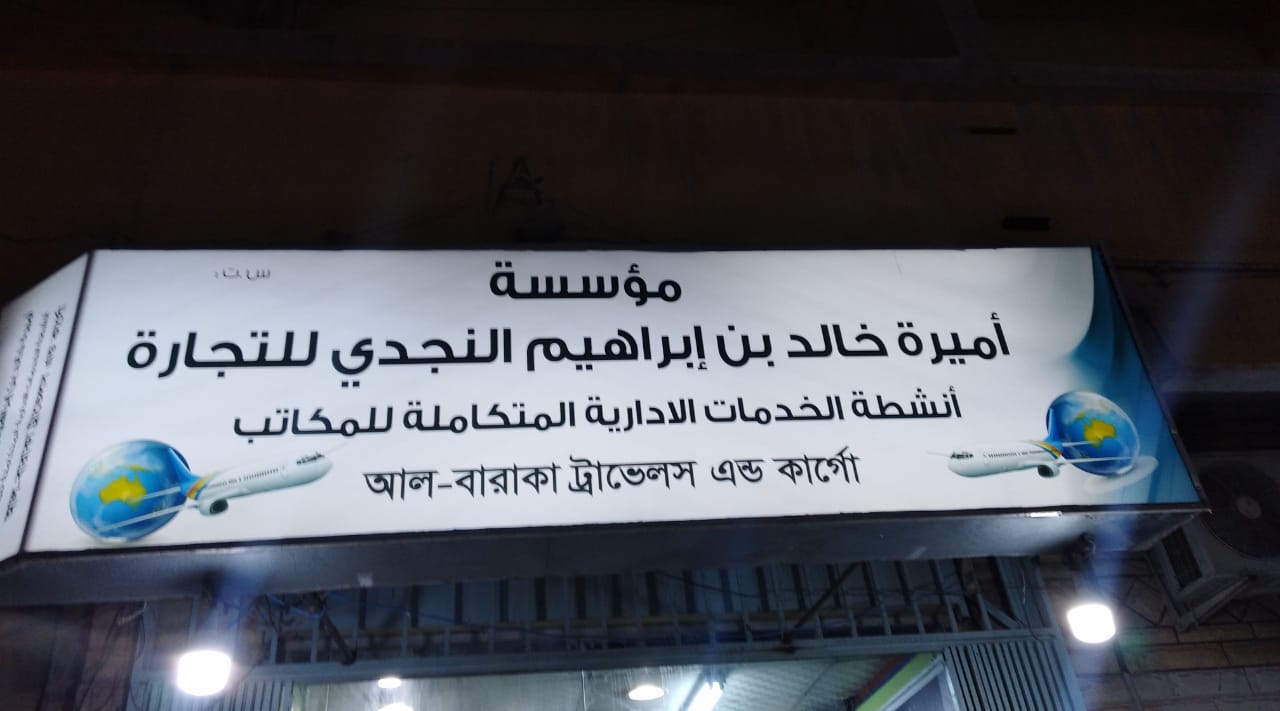 س.ت :
مؤسسة
أميرة خالد بن إبراهيم النجدي للتجارة
أنشطة الخدمات الادارية المتكاملة للمكاتب
আল-বারাকা ট্রাভেলস এন্ড কার্গো